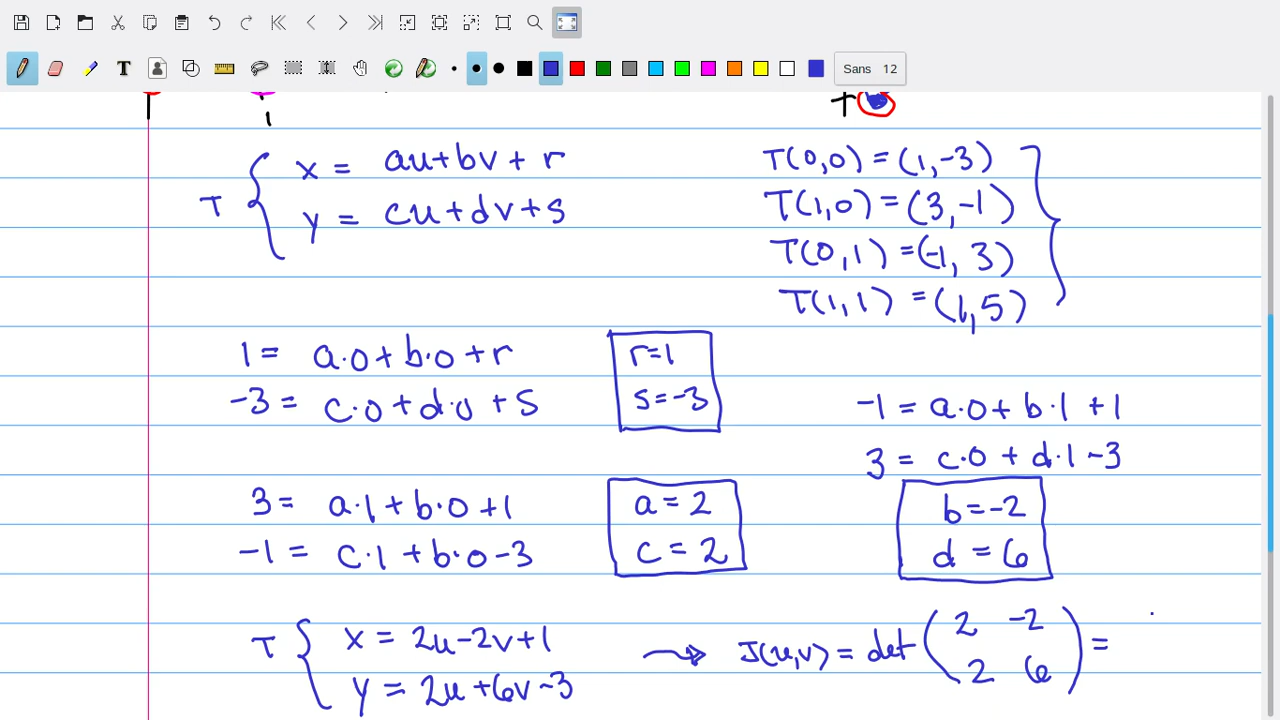 Sans 12
1
T
T { x = au+bv+r
y = cu+dv+s
T(0,0) = (1,-3)
T(1,0) = (3,-1)
T(0,1) = (-1, 3)
T(1,1) = (1,5) }
1 = a·0+b·0+r
-3 = c·0+d·0+s
r=1
s=-3
-1 = a·0+b·1+1
3 = c·0+d·1-3
3 = a·1+b·0+1
-1 = c·1+b·0-3
a=2
c=2
b=-2
d=6
T { x = 2u-2v+1
y = 2u+6v-3
→ J(u,v) = det ( 2 -2
2 6 ) =